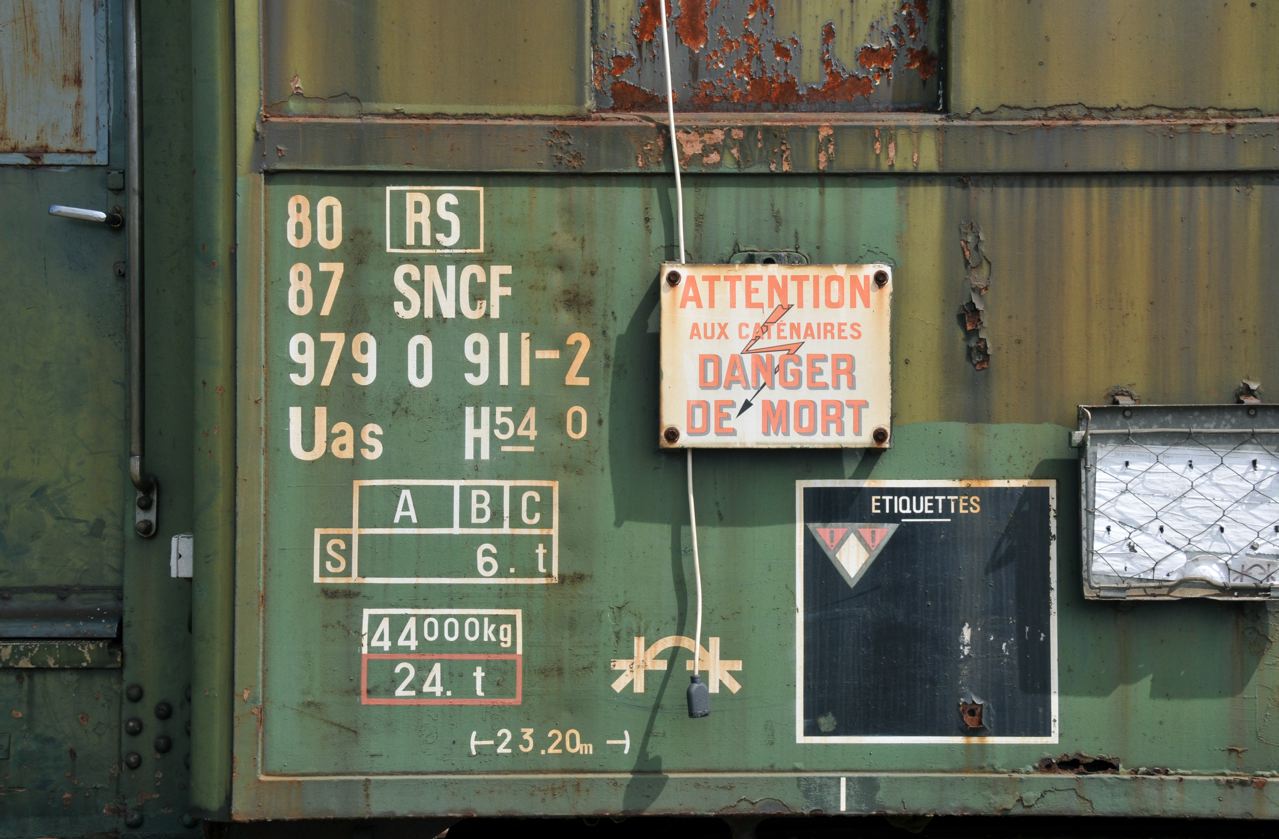 80 RS
87 SNCF
979 0 911-2
Uas H54 0
A B C
S 6. t
44000kg
24. t
23.20m
ATTENTION
AUX CATÉNAIRES
DANGER
DE MORT
ETIQUETTES